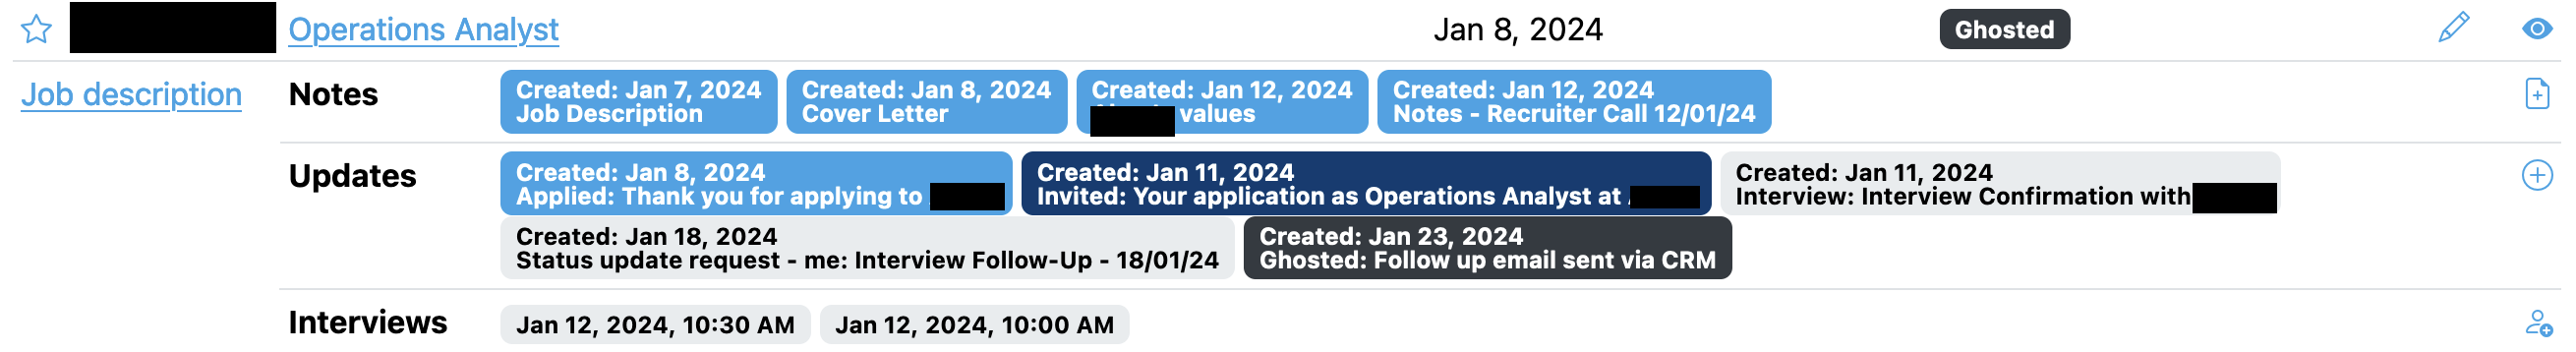 Operations Analyst
Jan 8, 2024
Ghosted
Job description
Notes
Created: Jan 7, 2024
Job Description
Created: Jan 8, 2024
Cover Letter
Created: Jan 12, 2024
values
Created: Jan 12, 2024
Notes - Recruiter Call 12/01/24
Updates
Created: Jan 8, 2024
Applied: Thank you for applying to
Created: Jan 11, 2024
Invited: Your application as Operations Analyst at
Created: Jan 11, 2024
Interview: Interview Confirmation with
Created: Jan 18, 2024
Status update request - me: Interview Follow-Up - 18/01/24
Created: Jan 23, 2024
Ghosted: Follow up email sent via CRM
Interviews
Jan 12, 2024, 10:30 AM
Jan 12, 2024, 10:00 AM